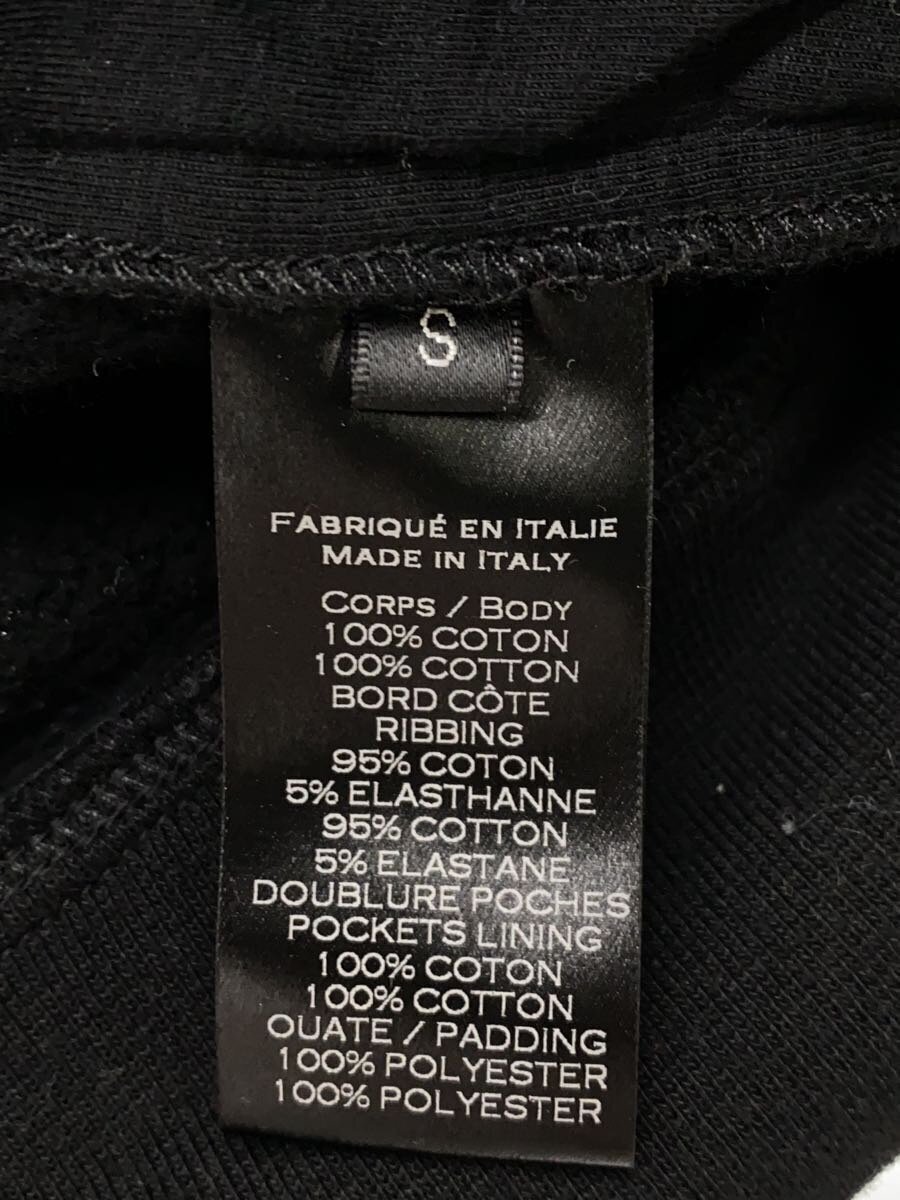 S
FABRIQUÉ EN ITALIE
MADE IN ITALY
CORPS / BODY
100% COTON
100% COTTON
BORD CÔTE
RIBBING
95% COTON
5% ELASTHANNE
95% COTTON
5% ELASTANE
DOUBLURE POCHES
POCKETS LINING
100% COTON
100% COTTON
OUATE / PADDING
100% POLYESTER
100% POLYESTER